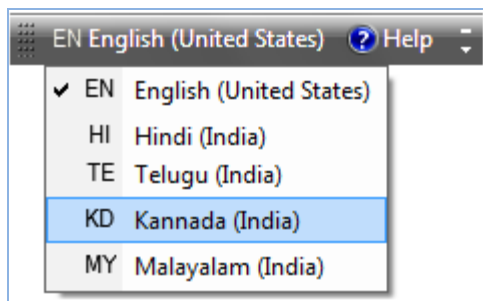 EN English (United States) ? Help
✔ EN English (United States)
HI Hindi (India)
TE Telugu (India)
KD Kannada (India)
MY Malayalam (India)